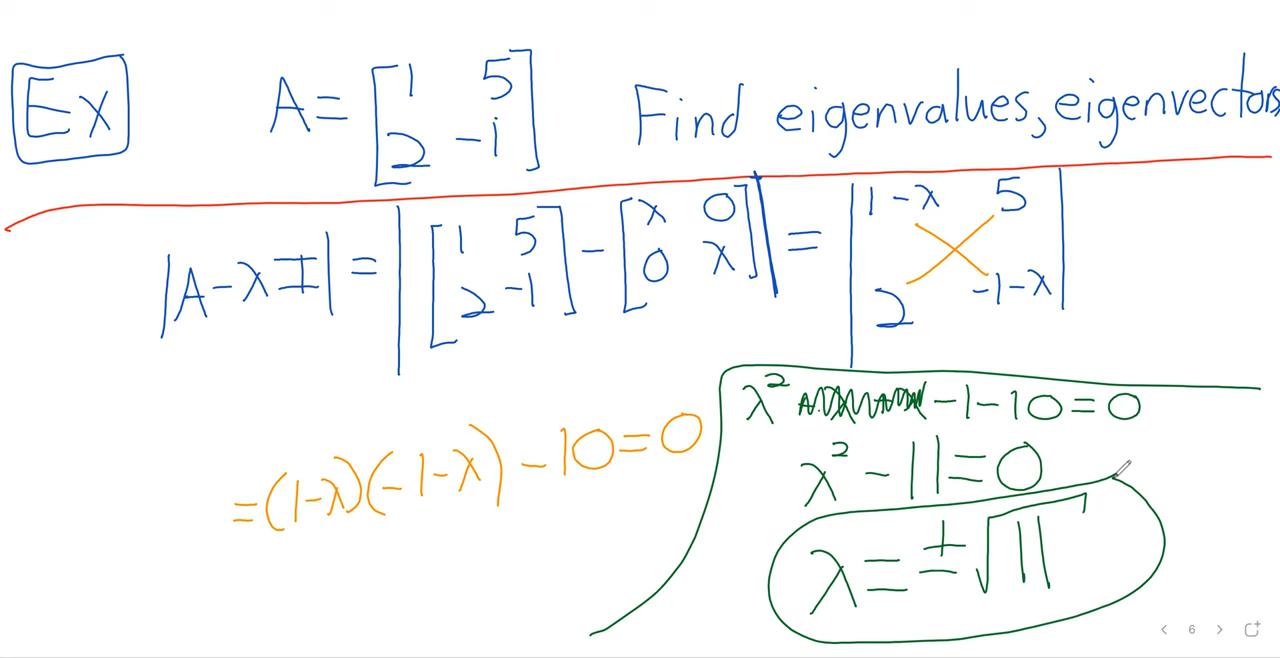 Ex A = [1 5; 2 -1] Find eigenvalues, eigenvectors
|A - λI| = |[1 5; 2 -1] - [λ 0; 0 λ]| = |1-λ 5; 2 -1-λ|
= (1-λ)(-1-λ) - 10 = 0
λ² - 1 - 10 = 0
λ² - 11 = 0
λ = ±√11
6